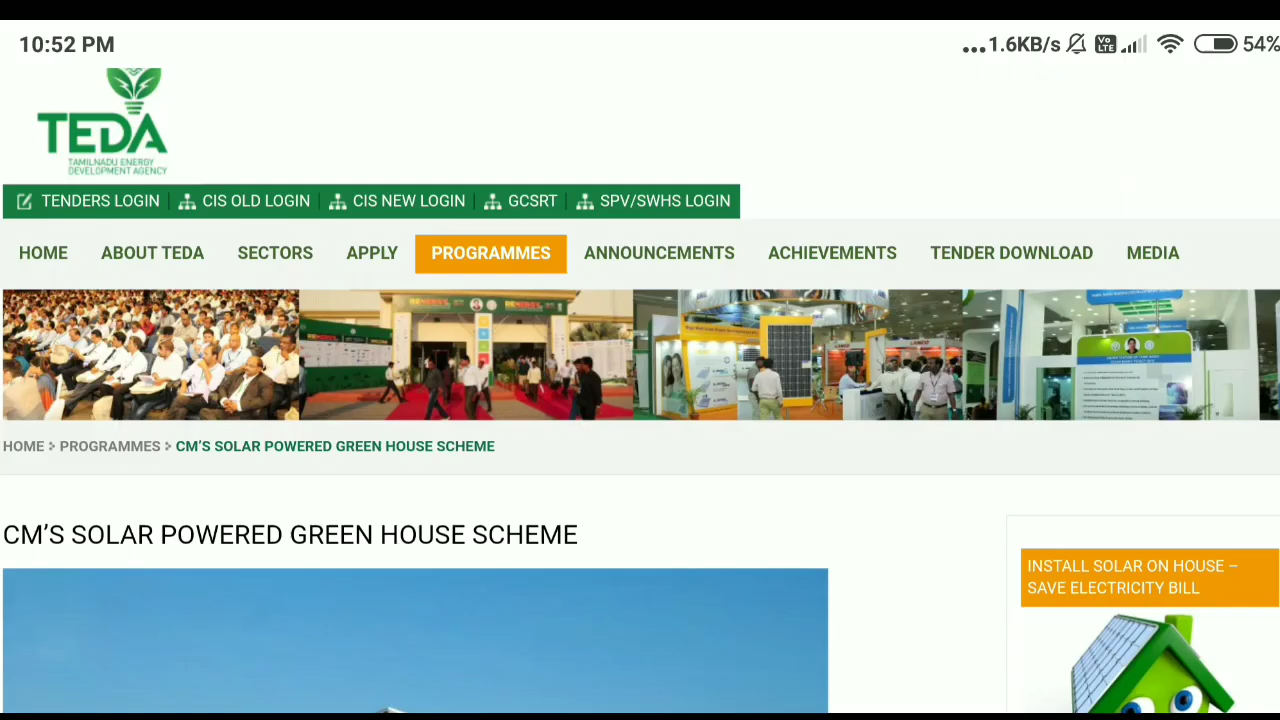 10:52 PM
...1.6KB/s
Vo LTE
54%
TEDA
TAMILNADU ENERGY
DEVELOPMENT AGENCY
TENDERS LOGIN CIS OLD LOGIN CIS NEW LOGIN GCSRT SPV/SWHS LOGIN
HOME ABOUT TEDA SECTORS APPLY PROGRAMMES ANNOUNCEMENTS ACHIEVEMENTS TENDER DOWNLOAD MEDIA
HOME > PROGRAMMES > CM’S SOLAR POWERED GREEN HOUSE SCHEME
CM’S SOLAR POWERED GREEN HOUSE SCHEME
INSTALL SOLAR ON HOUSE –
SAVE ELECTRICITY BILL